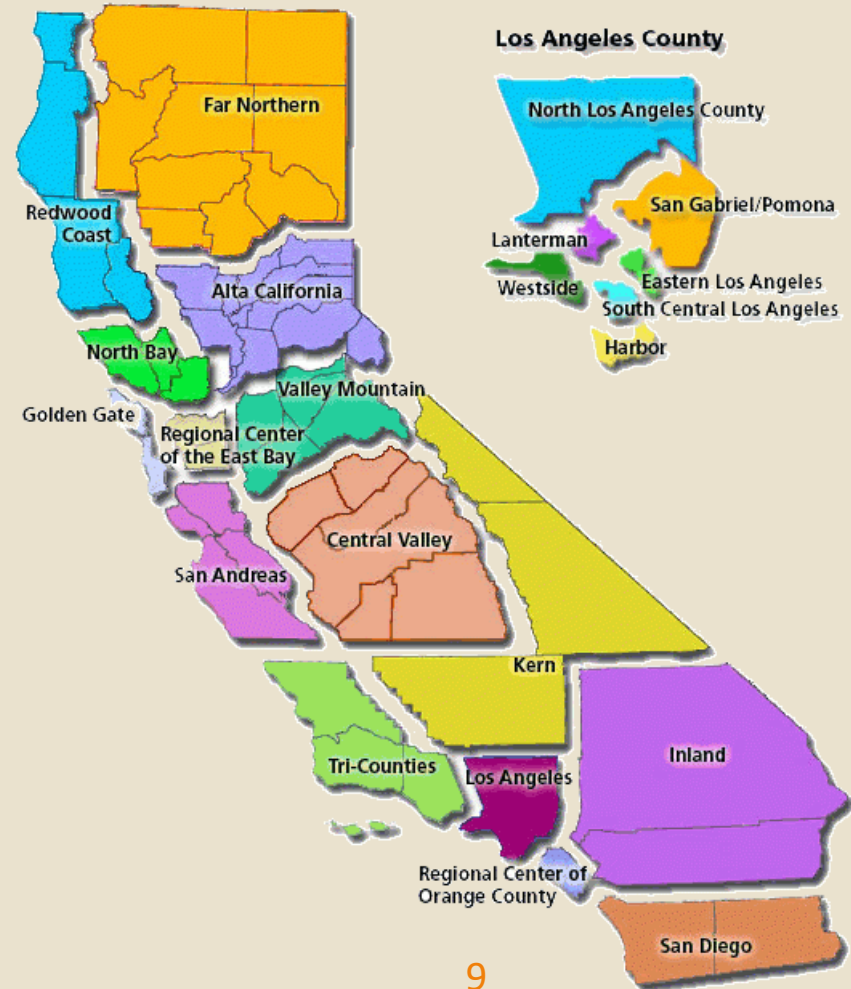 Los Angeles County
Far Northern
North Los Angeles County
Redwood
Coast
San Gabriel/Pomona
Lanterman
Eastern Los Angeles
Westside
South Central Los Angeles
Harbor
Alta California
North Bay
Valley Mountain
Golden Gate
Regional Center
of the East Bay
Central Valley
San Andreas
Kern
Inland
Tri-Counties
Los Angeles
Regional Center of
Orange County
San Diego
9